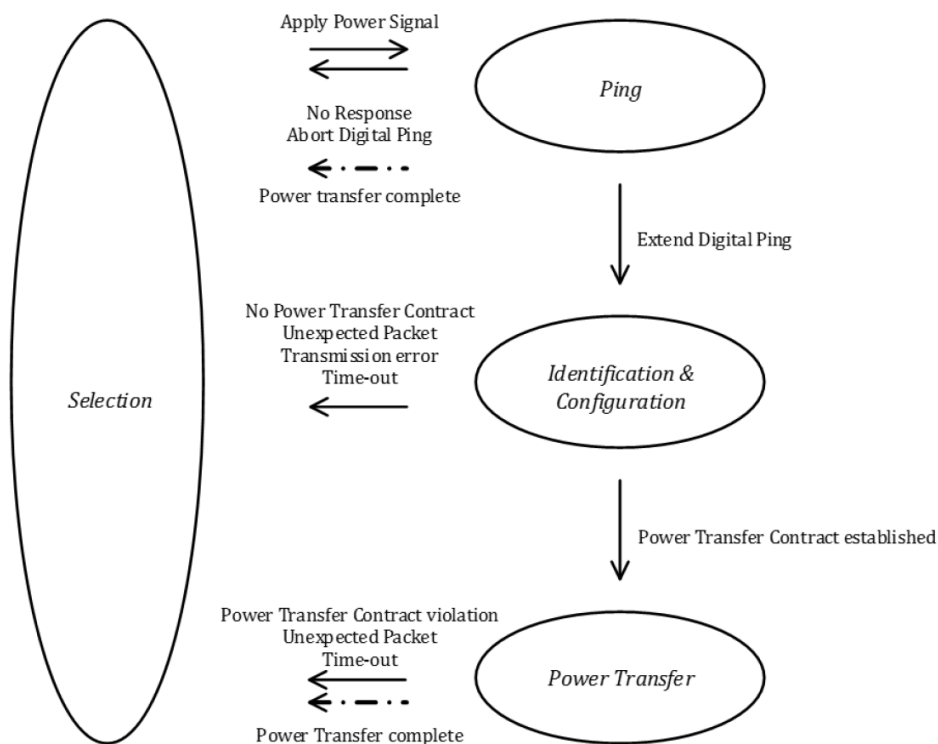 Apply Power Signal
Ping
No Response
Abort Digital Ping
Power transfer complete
Extend Digital Ping
No Power Transfer Contract
Unexpected Packet
Transmission error
Time-out
Selection
Identification &
Configuration
Power Transfer Contract established
Power Transfer Contract violation
Unexpected Packet
Time-out
Power Transfer
Power Transfer complete